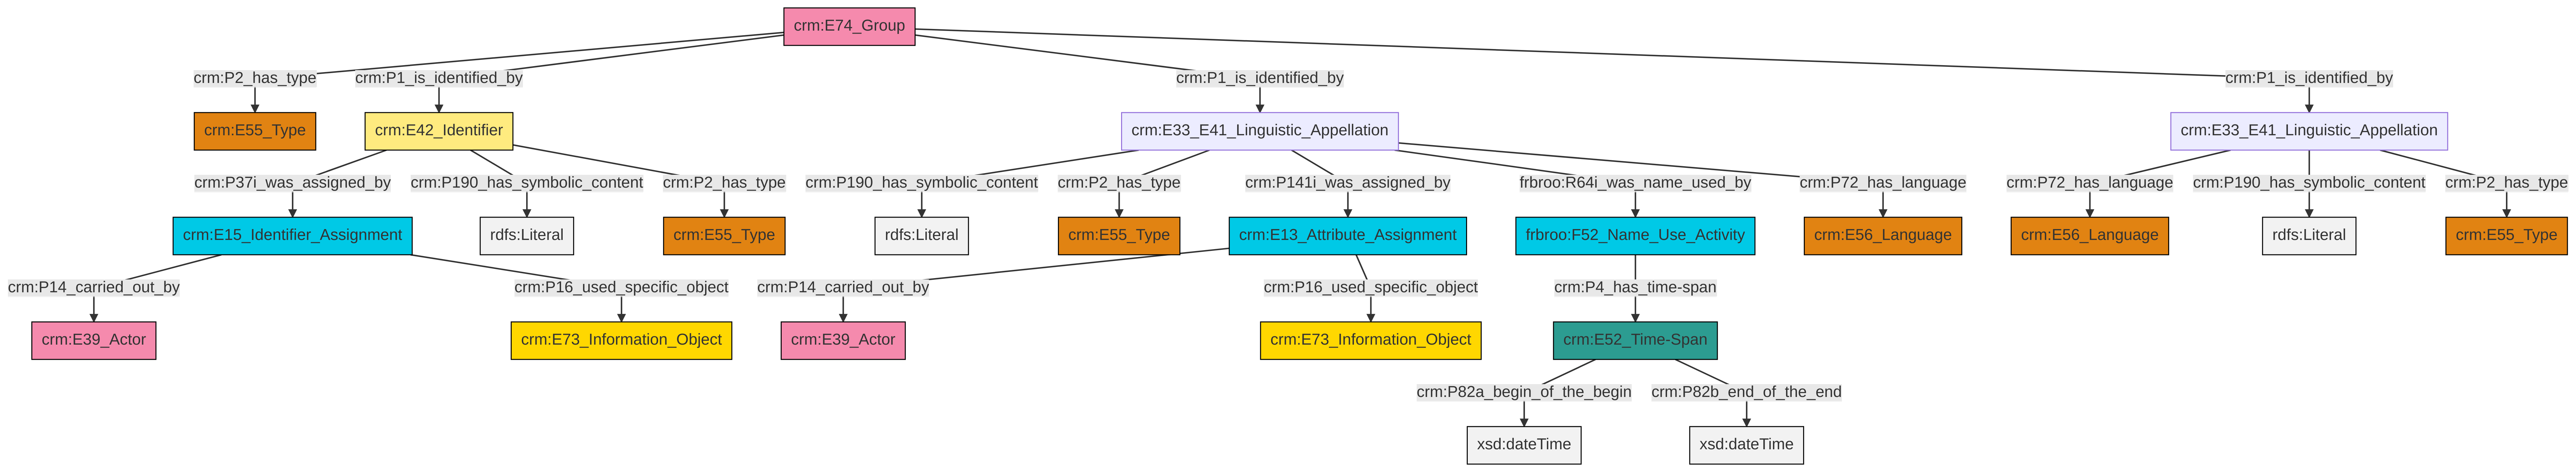 crm:E74_Group
crm:P2_has_type
crm:P1_is_identified_by
crm:P1_is_identified_by
crm:P1_is_identified_by
crm:E55_Type
crm:E42_Identifier
crm:E33_E41_Linguistic_Appellation
crm:E33_E41_Linguistic_Appellation
crm:P37i_was_assigned_by
crm:P190_has_symbolic_content
crm:P2_has_type
crm:P190_has_symbolic_content
crm:P2_has_type
crm:P141i_was_assigned_by
frbroo:R64i_was_name_used_by
crm:P72_has_language
crm:P72_has_language
crm:P190_has_symbolic_content
crm:P2_has_type
crm:E15_Identifier_Assignment
rdfs:Literal
crm:E55_Type
rdfs:Literal
crm:E55_Type
crm:E13_Attribute_Assignment
frbroo:F52_Name_Use_Activity
crm:E56_Language
crm:E56_Language
rdfs:Literal
crm:E55_Type
crm:P14_carried_out_by
crm:P16_used_specific_object
crm:P14_carried_out_by
crm:P16_used_specific_object
crm:P4_has_time-span
crm:E39_Actor
crm:E73_Information_Object
crm:E39_Actor
crm:E73_Information_Object
crm:E52_Time-Span
crm:P82a_begin_of_the_begin
crm:P82b_end_of_the_end
xsd:dateTime
xsd:dateTime